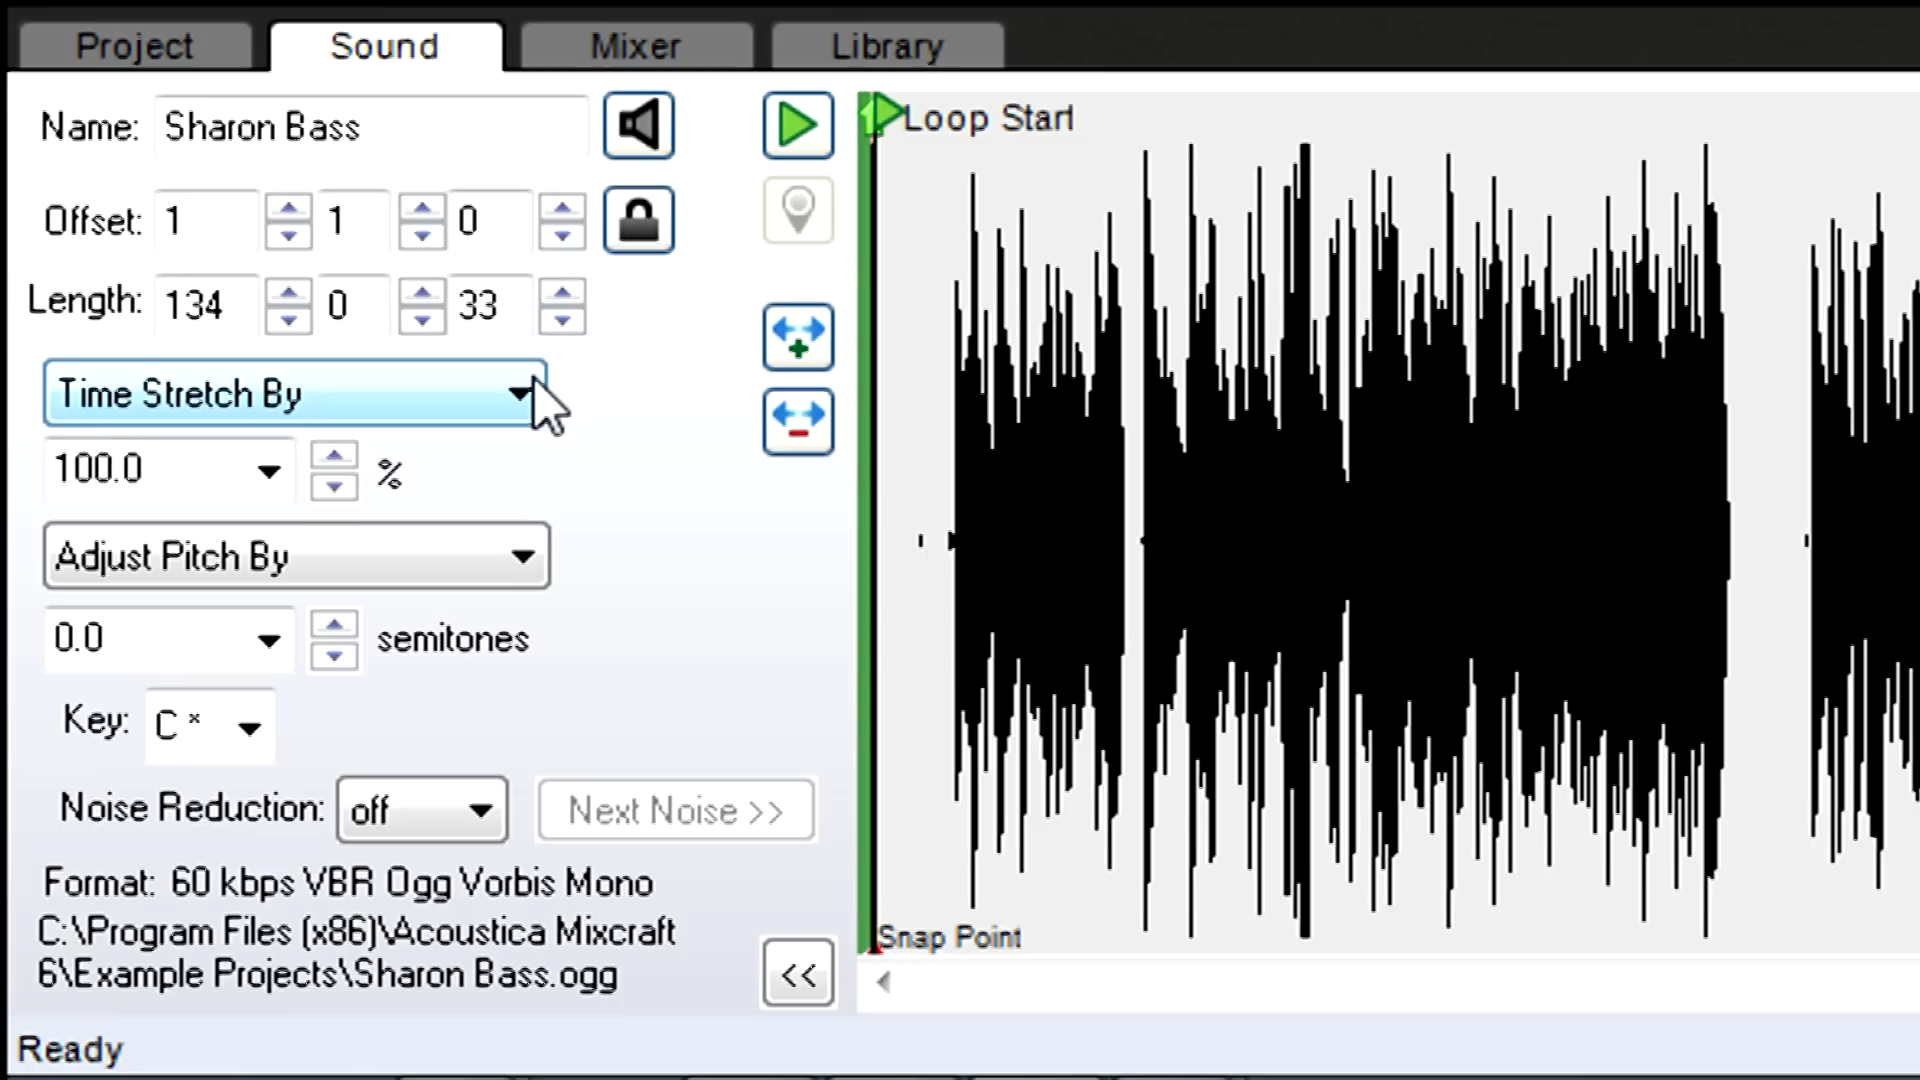 Project Sound Mixer Library
Name: Sharon Bass
Loop Start
Offset: 1 1 0
Length: 134 0 33
Time Stretch By
100.0 %
Adjust Pitch By
0.0 semitones
Key: C *
Noise Reduction: off Next Noise >>
Format: 60 kbps VBR Ogg Vorbis Mono
C:\Program Files (x86)\Acoustica Mixcraft
6\Example Projects\Sharon Bass.ogg
<<
Snap Point
Ready